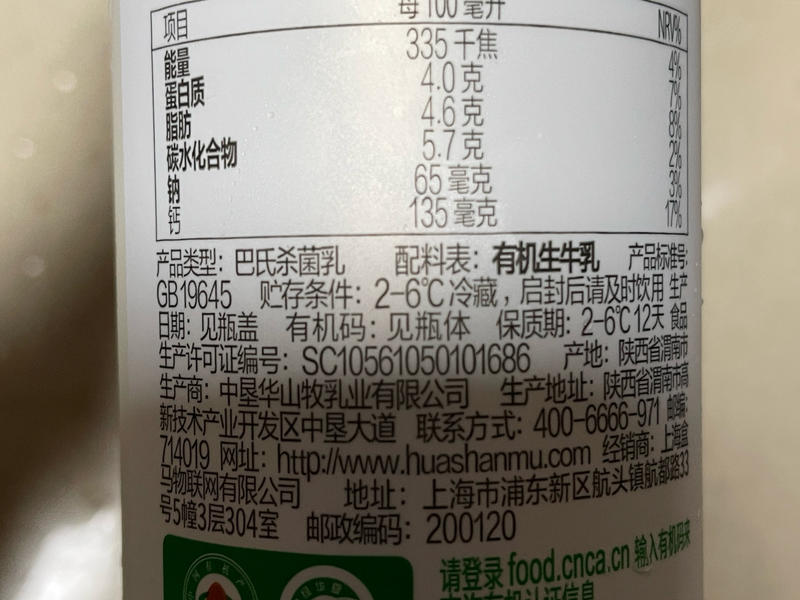 项目 每100毫升 NRV%
能量 335千焦 4%
蛋白质 4.0克 7%
脂肪 4.6克 8%
碳水化合物 5.7克 2%
钠 65毫克 3%
钙 135毫克 17%
产品类型：巴氏杀菌乳 配料表：有机生牛乳 产品标准号：
GB19645 贮存条件：2-6℃冷藏，启封后请及时饮用 生产
日期：见瓶盖 有机码：见瓶体 保质期：2-6℃12天 食品
生产许可证编号：SC10561050101686 产地：陕西省渭南市
生产商：中垦华山牧乳业有限公司 生产地址：陕西省渭南市高
新技术产业开发区中垦大道 联系方式：400-6666-971 邮编：
714019 网址：http://www.huashanmu.com 经销商：上海盒
马物联网有限公司 地址：上海市浦东新区航头镇航都路33
号5幢3层304室 邮政编码：200120
请登录food.cnca.cn 输入有机码来